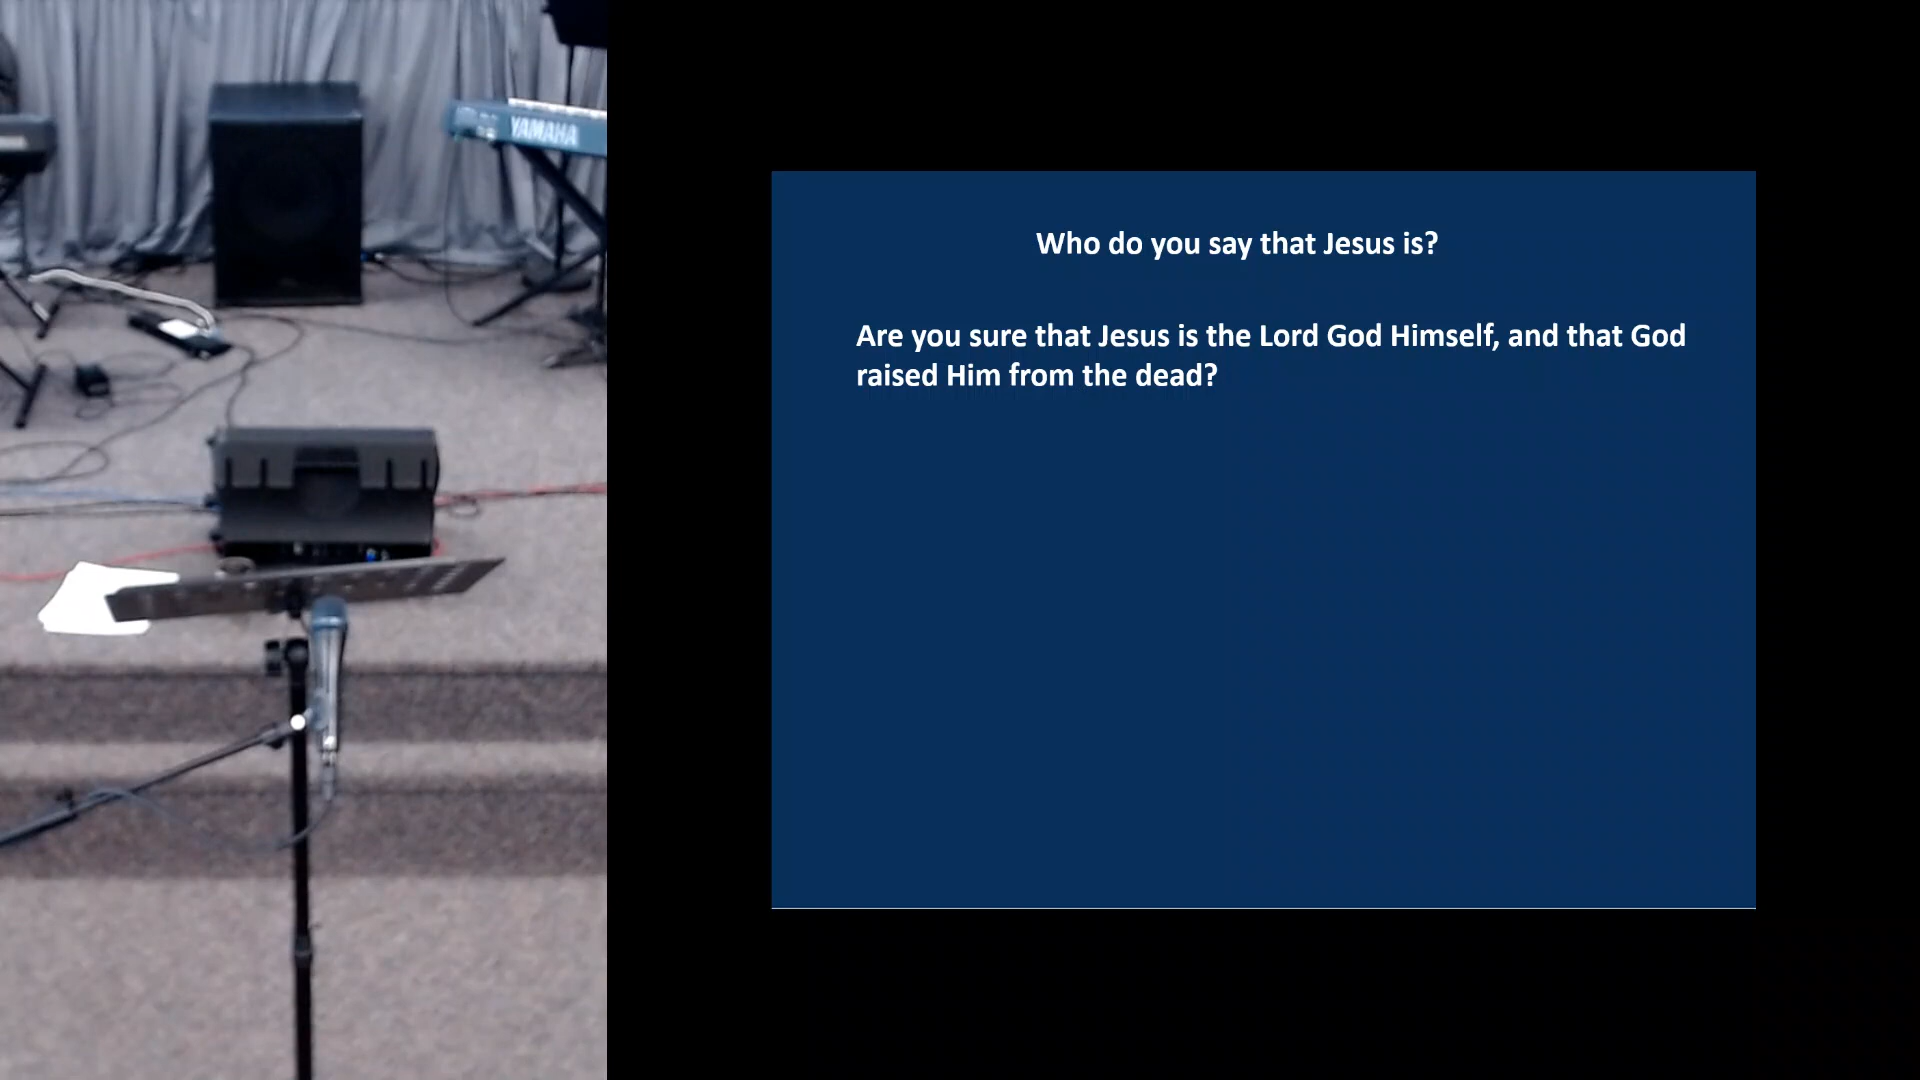 YAMAHA
Who do you say that Jesus is?
Are you sure that Jesus is the Lord God Himself, and that God
raised Him from the dead?